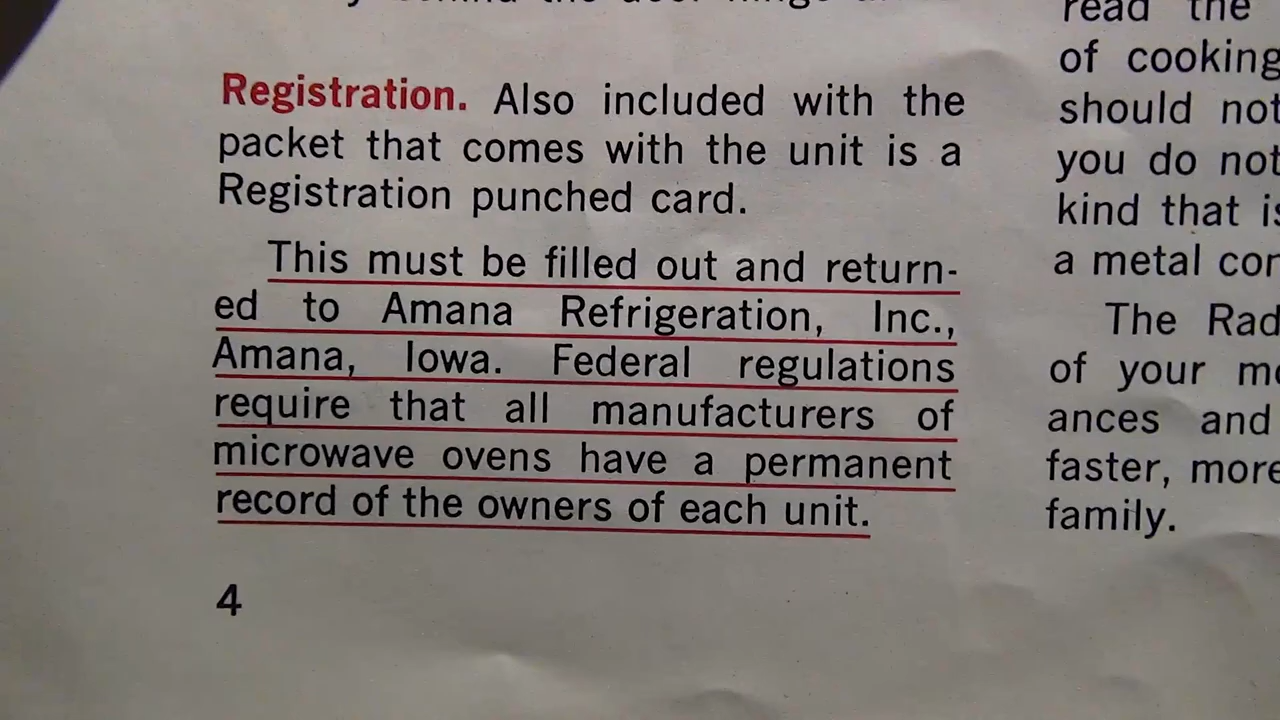 Registration. Also included with the
packet that comes with the unit is a
Registration punched card.
This must be filled out and return-
ed to Amana Refrigeration, Inc.,
Amana, Iowa. Federal regulations
require that all manufacturers of
microwave ovens have a permanent
record of the owners of each unit.
4
read the
of cooking
should not
you do not
kind that is
a metal
The
of your
ances and
faster, more
family.